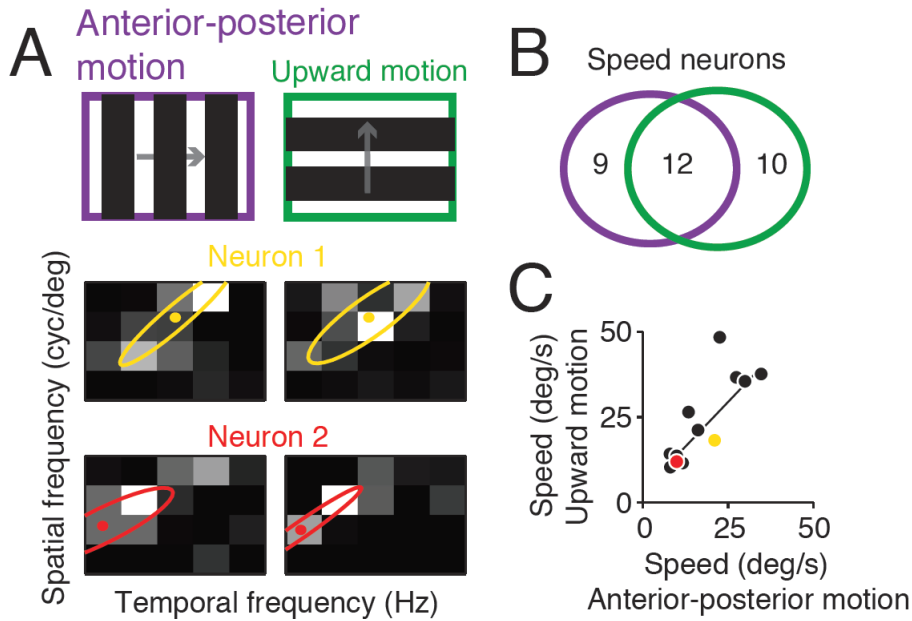 A
Anterior-posterior
motion
Upward motion
Neuron 1
Neuron 2
Spatial frequency (cyc/deg)
Temporal frequency (Hz)
B
Speed neurons
9
12
10
C
Speed (deg/s)
Upward motion
50
25
0
0
25
50
Speed (deg/s)
Anterior-posterior motion